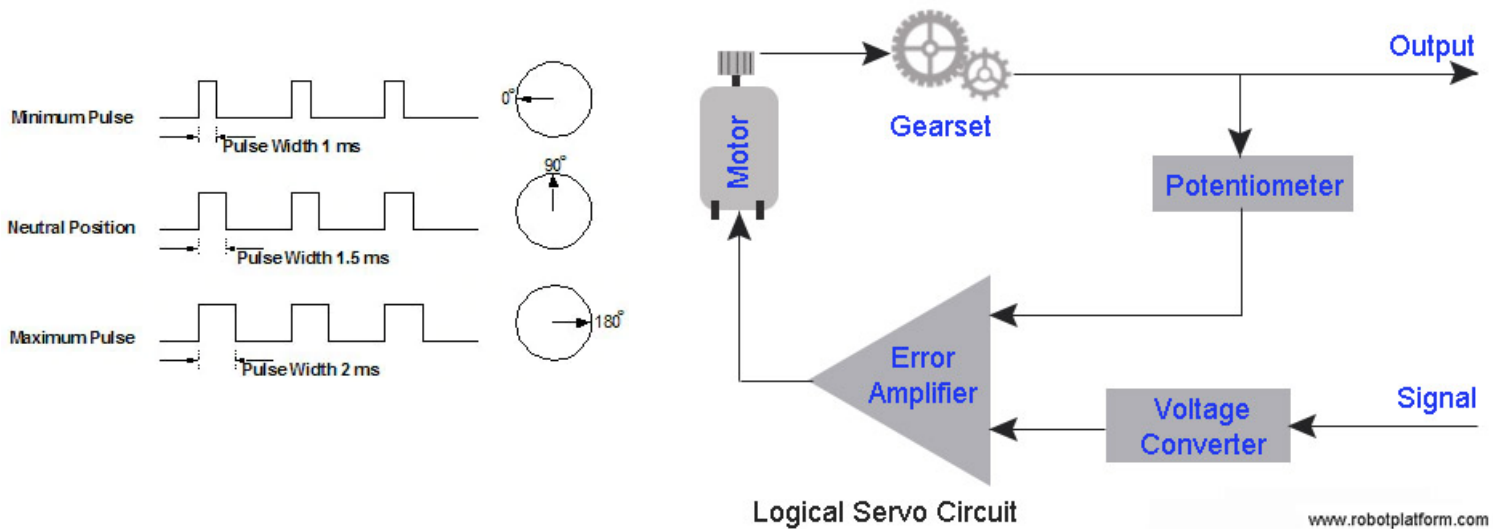 Minimum Pulse
0°
Pulse Width 1 ms
90°
Neutral Position
Pulse Width 1.5 ms
Maximum Pulse
180°
Pulse Width 2 ms
Output
Gearset
Motor
Potentiometer
Error
Amplifier
Voltage
Converter
Signal
Logical Servo Circuit
www.robotplatform.com